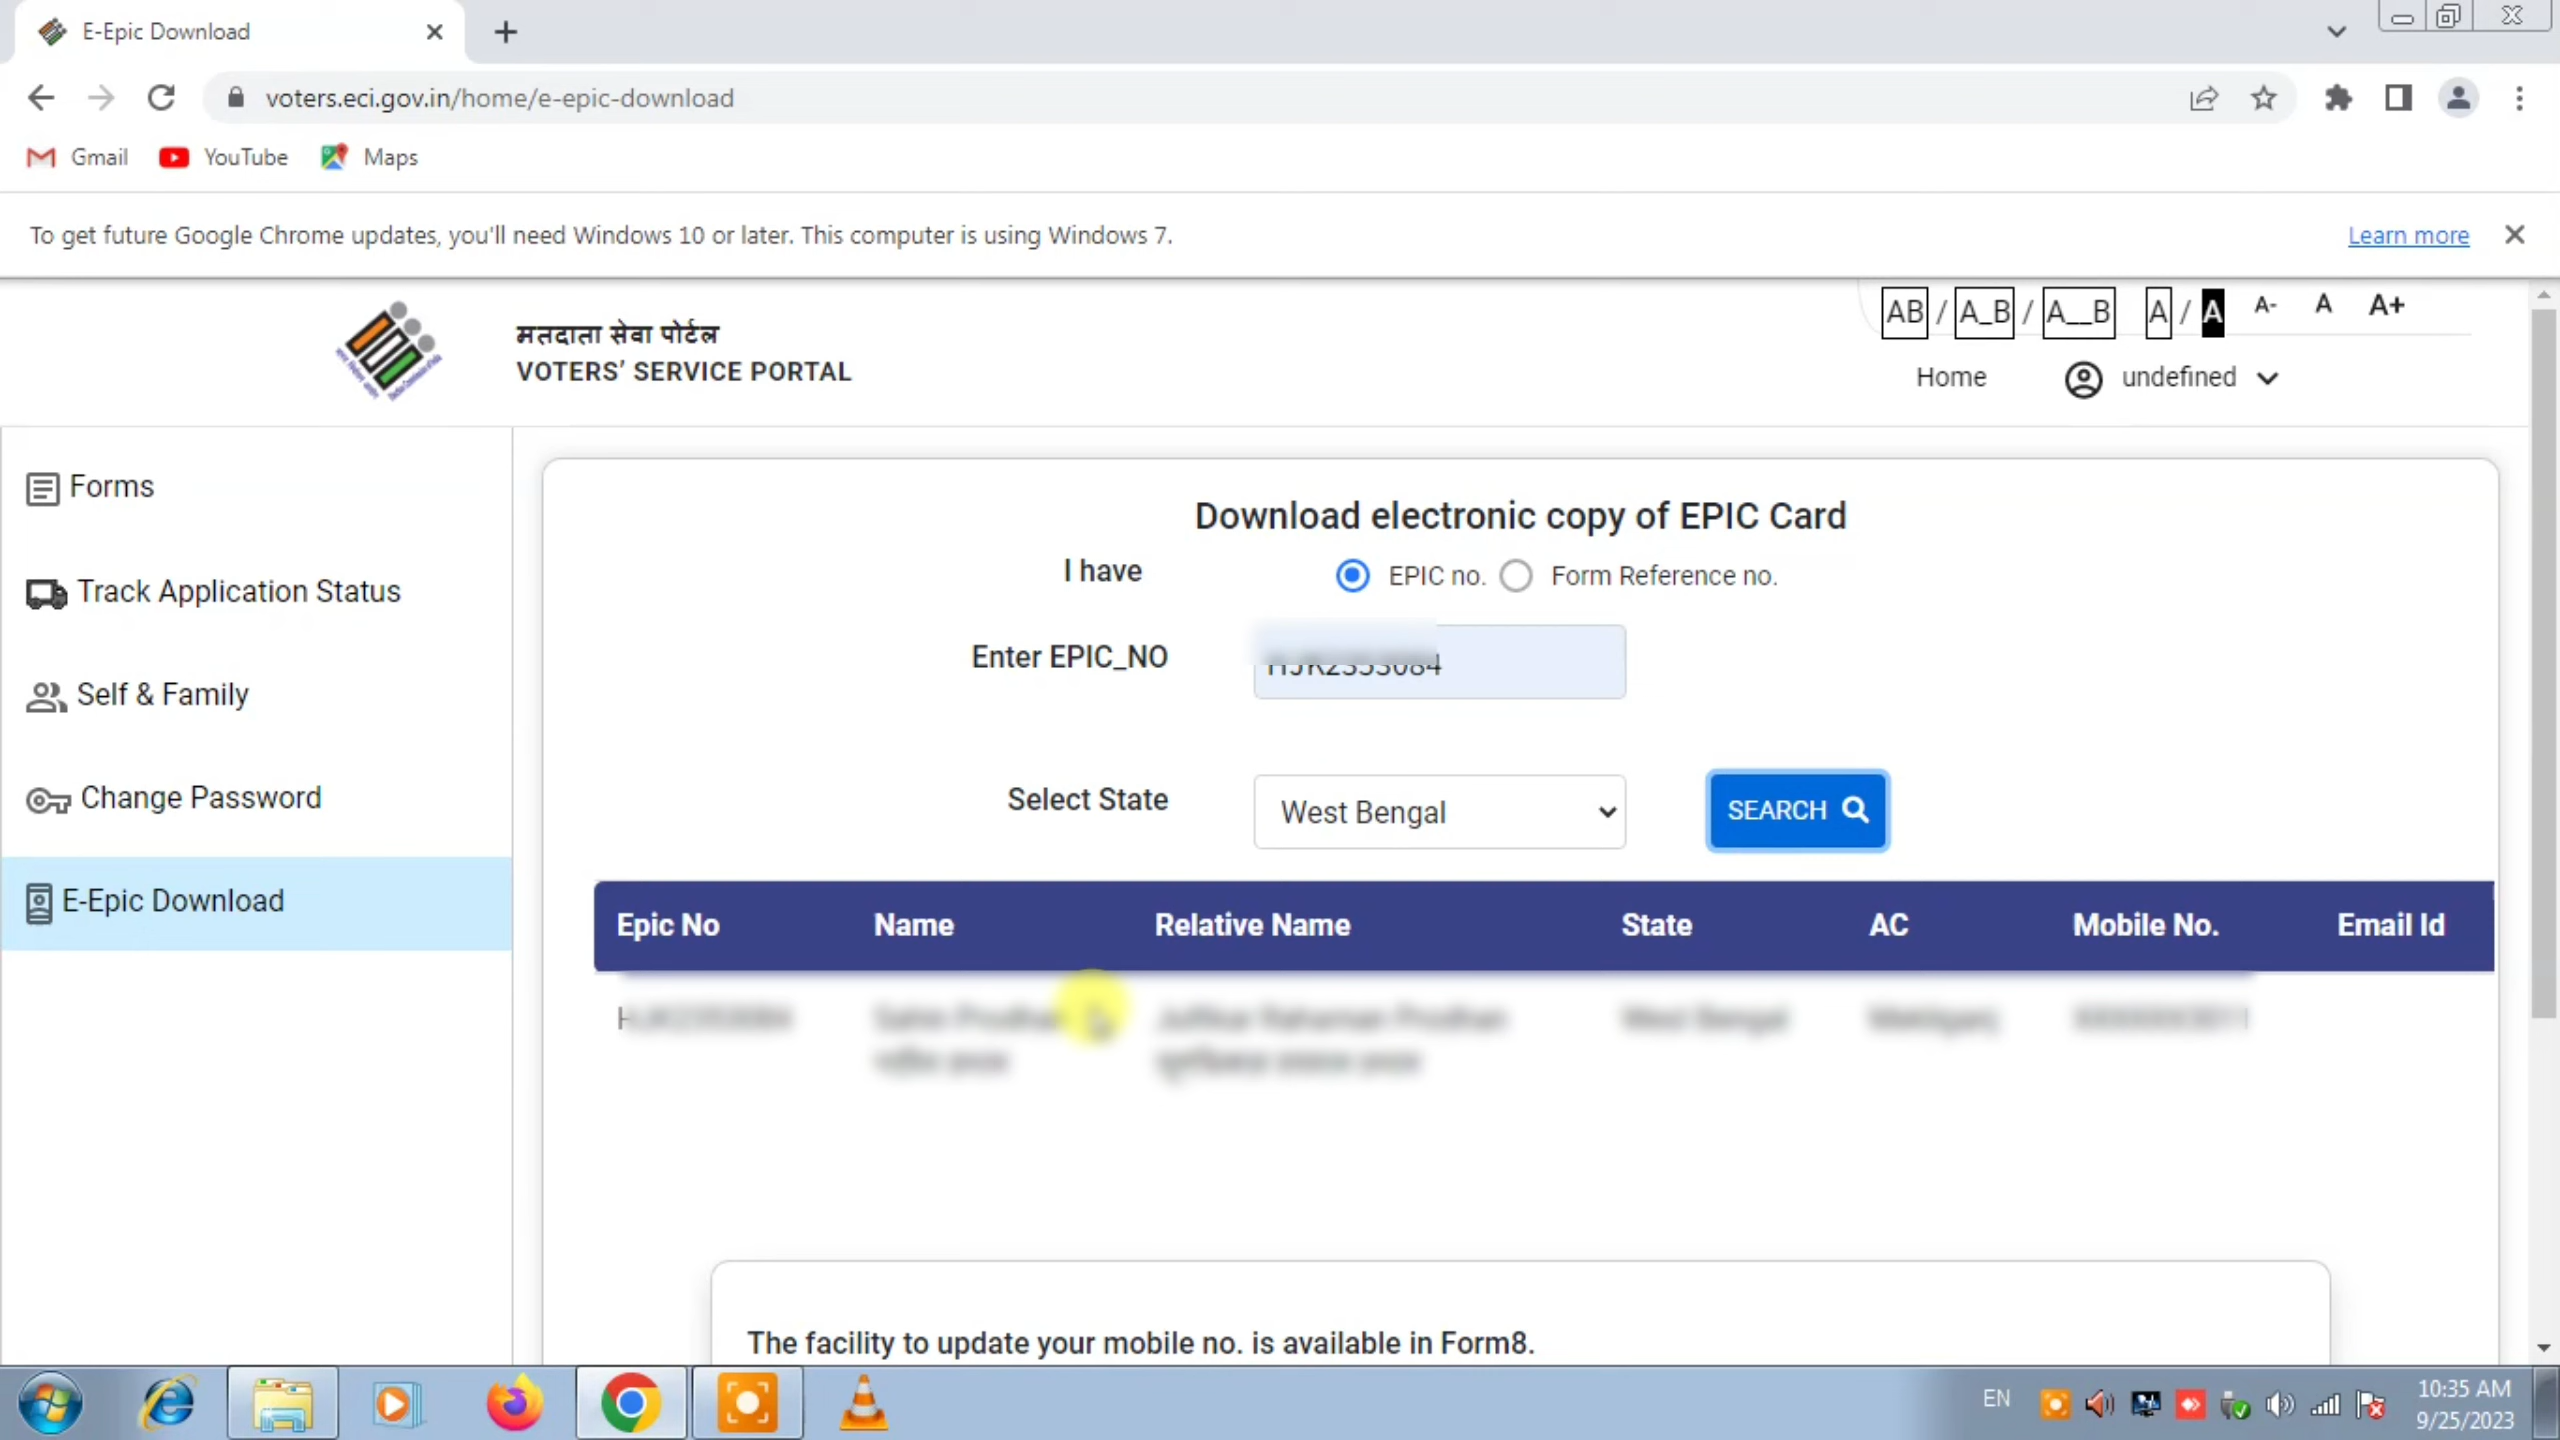 E-Epic Download
voters.eci.gov.in/home/e-epic-download
Gmail YouTube Maps
To get future Google Chrome updates, you'll need Windows 10 or later. This computer is using Windows 7. Learn more
AB / A_B / A__B A / A A- A A+
मतदाता सेवा पोर्टल
VOTERS' SERVICE PORTAL
Home undefined
Forms
Track Application Status
Self & Family
Change Password
E-Epic Download
Download electronic copy of EPIC Card
I have EPIC no. Form Reference no.
Enter EPIC_NO
Select State West Bengal SEARCH
Epic No Name Relative Name State AC Mobile No. Email Id
The facility to update your mobile no. is available in Form8.
EN
10:35 AM
9/25/2023